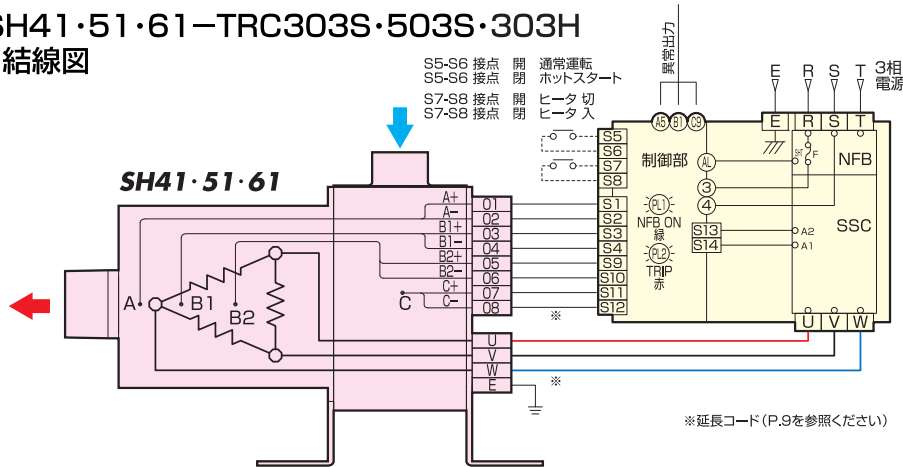 SH41・51・61−TRC303S・503S・303H
結線図
S5-S6 接点 開 通常運転
S5-S6 接点 閉 ホットスタート
S7-S8 接点 開 ヒータ 切
S7-S8 接点 閉 ヒータ 入
異常出力
E R S T 3相電源
A5 B1 C9
E R S T
S5
S6
S7
S8
制御部
AL
SHT
F
NFB
3
4
SSC
PL1
NFB ON
緑
PL2
TRIP
赤
S13
S14
A2
A1
S1
S2
S3
S4
S9
S10
S11
S12
U V W
SH41・51・61
A+ 01
A− 02
B1+ 03
B1− 04
B2+ 05
B2− 06
C+ 07
C− 08
A
B1
B2
C
※
U
V
W
E
※
※延長コード(P.9を参照ください)